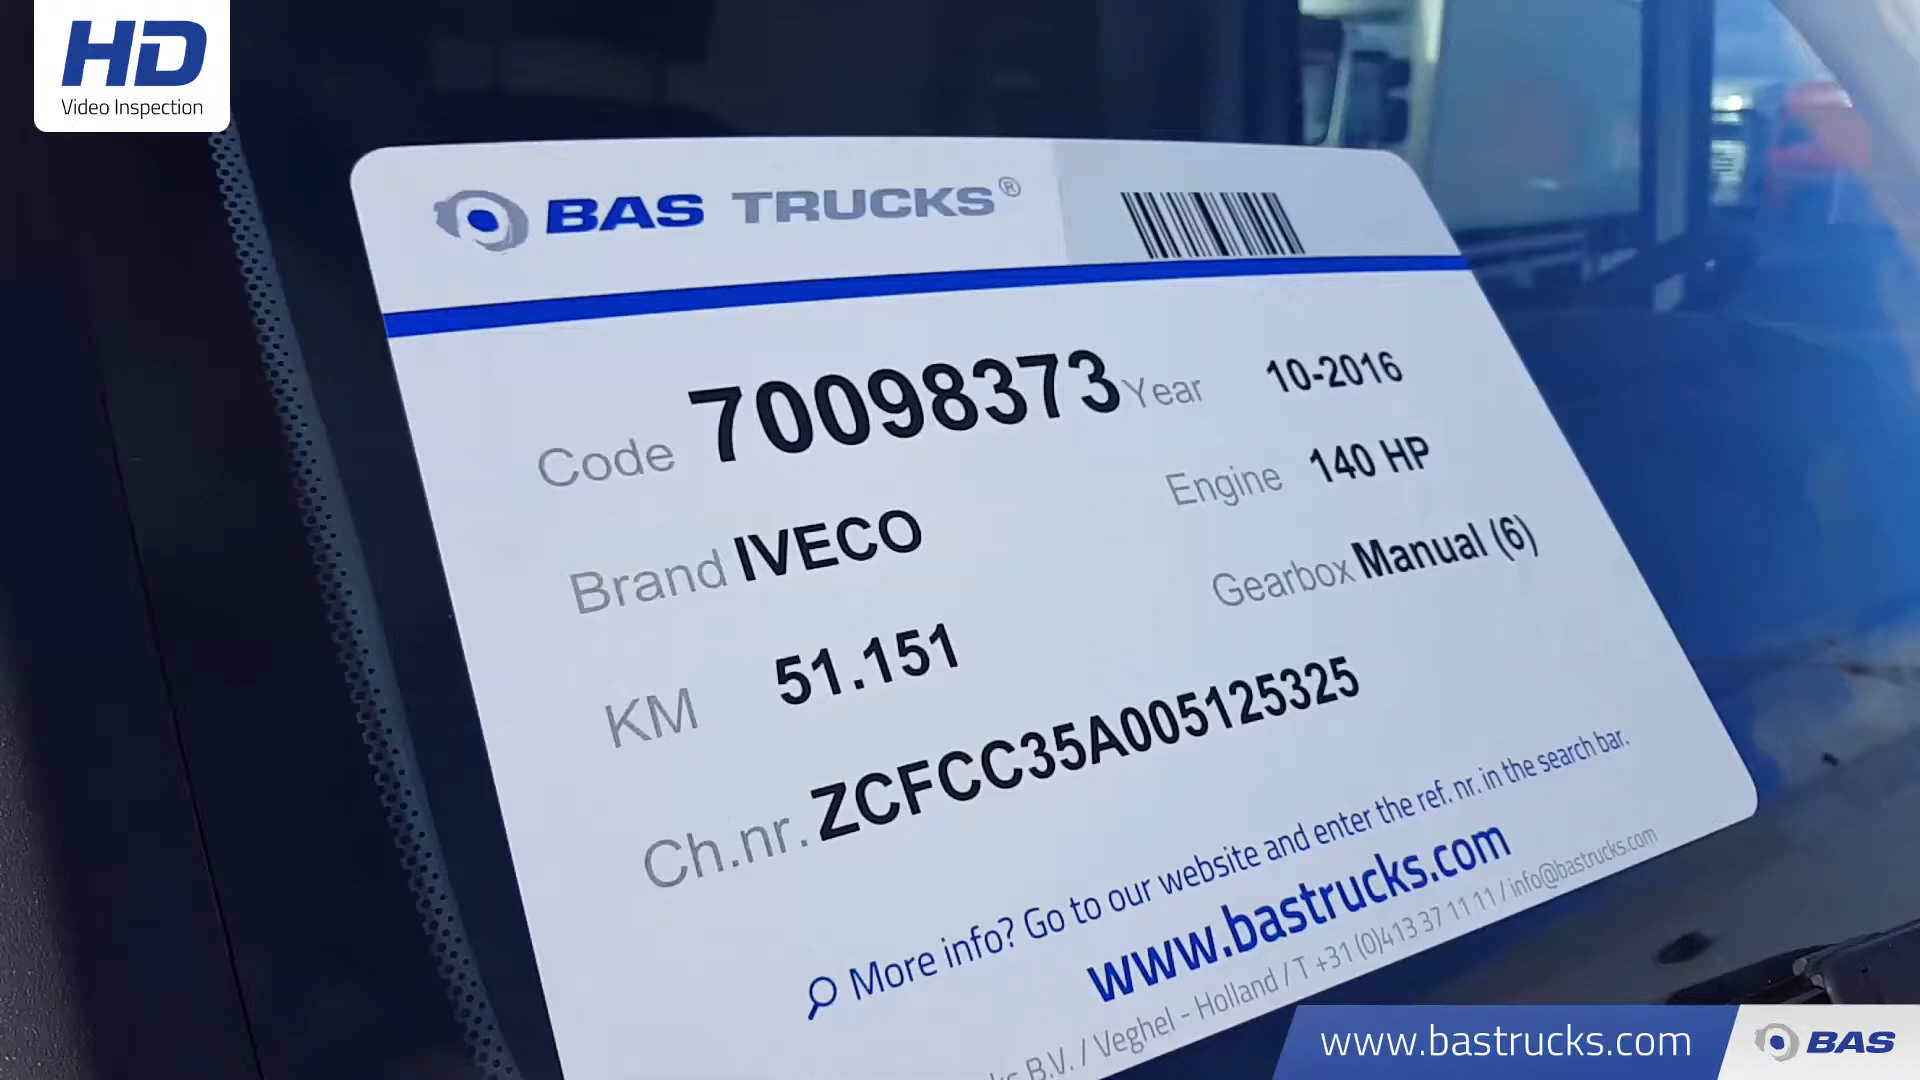 HD
Video Inspection
BAS TRUCKS®
Code 70098373 Year 10-2016
Brand IVECO Engine 140 HP
KM 51.151 Gearbox Manual (6)
Ch.nr. ZCFCC35A005125325
More info? Go to our website and enter the ref. nr. in the search bar.
www.bastrucks.com
B.V. / Veghel - Holland / T +31 (0)413 37 11 11 / info@bastrucks.com
www.bastrucks.com BAS